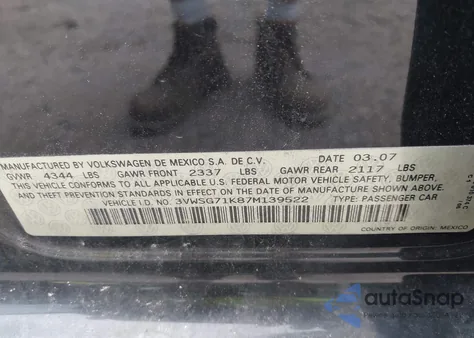 MANUFACTURED BY VOLKSWAGEN DE MEXICO S.A. DE C.V. DATE 03.07
GVWR 4344 LBS GAWR FRONT 2337 LBS GAWR REAR 2117 LBS
THIS VEHICLE CONFORMS TO ALL APPLICABLE U.S. FEDERAL MOTOR VEHICLE SAFETY, BUMPER,
AND THEFT PREVENTION STANDARDS IN EFFECT ON THE DATE OF MANUFACTURE SHOWN ABOVE.
VEHICLE I.D. NO. 3VWSG71K87M139522 TYPE: PASSENGER CAR
COUNTRY OF ORIGIN: MEXICO
autoSnap